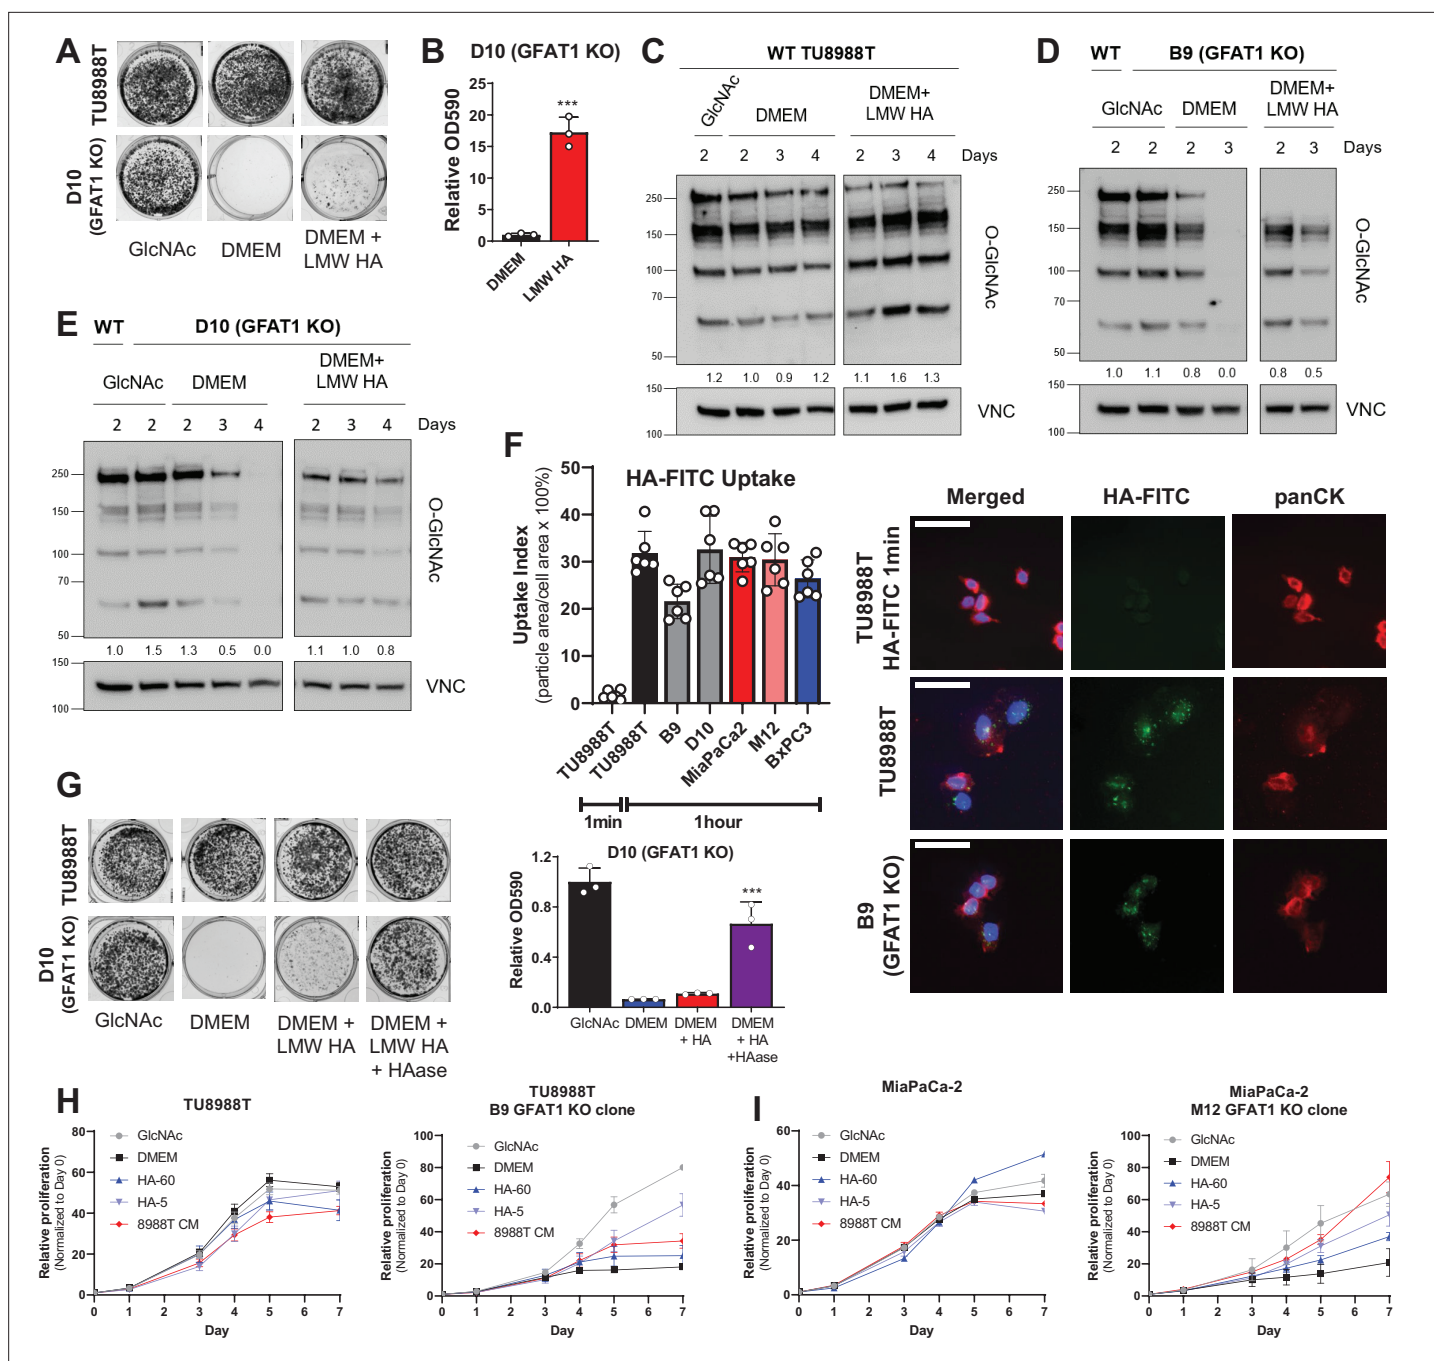 A
TU8988T
D10
(GFAT1 KO)
GlcNAc
DMEM
DMEM +
LMW HA
B
D10 (GFAT1 KO)
Relative OD590
25
20
15
10
5
0
***
DMEM
LMW HA
C
WT TU8988T
GlcNAc
DMEM
DMEM+
LMW HA
2 2 3 4 2 3 4 Days
250
150
100
70
50
O-GlcNAc
1.2 1.0 0.9 1.2 1.1 1.6 1.3
150
100
VNC
D
WT
B9 (GFAT1 KO)
GlcNAc
DMEM
DMEM+
LMW HA
2 2 2 3 2 3 Days
250
150
100
70
50
O-GlcNAc
1.0 1.1 0.8 0.0 0.8 0.5
150
100
VNC
E
WT
D10 (GFAT1 KO)
GlcNAc
DMEM
DMEM+
LMW HA
2 2 2 3 4 2 3 4 Days
250
150
100
70
50
O-GlcNAc
1.0 1.5 1.3 0.5 0.0 1.1 1.0 0.8
150
100
VNC
F
HA-FITC Uptake
Uptake Index
(particle area/cell area x 100%)
50
40
30
20
10
0
TU8988T
TU8988T
B9
D10
MiaPaCa2
M12
BxPC3
1min
1hour
Merged
HA-FITC
panCK
TU8988T
HA-FITC 1min
TU8988T
B9
(GFAT1 KO)
G
TU8988T
D10
(GFAT1 KO)
GlcNAc
DMEM
DMEM +
LMW HA
DMEM +
LMW HA
+ HAase
D10 (GFAT1 KO)
Relative OD590
1.2
0.8
0.4
0.0
***
GlcNAc
DMEM
DMEM
+ HA
DMEM
+ HA
+HAase
H
TU8988T
Relative proliferation
(Normalized to Day 0)
80
60
40
20
0
GlcNAc
DMEM
HA-60
HA-5
8988T CM
0 1 2 3 4 5 6 7
Day
TU8988T
B9 GFAT1 KO clone
Relative proliferation
(Normalized to Day 0)
100
80
60
40
20
0
GlcNAc
DMEM
HA-60
HA-5
8988T CM
0 1 2 3 4 5 6 7
Day
I
MiaPaCa-2
Relative proliferation
(Normalized to Day 0)
60
40
20
0
GlcNAc
DMEM
HA-60
HA-5
8988T CM
0 1 2 3 4 5 6 7
Day
MiaPaCa-2
M12 GFAT1 KO clone
Relative proliferation
(Normalized to Day 0)
100
80
60
40
20
0
GlcNAc
DMEM
HA-60
HA-5
8988T CM
0 1 2 3 4 5 6 7
Day